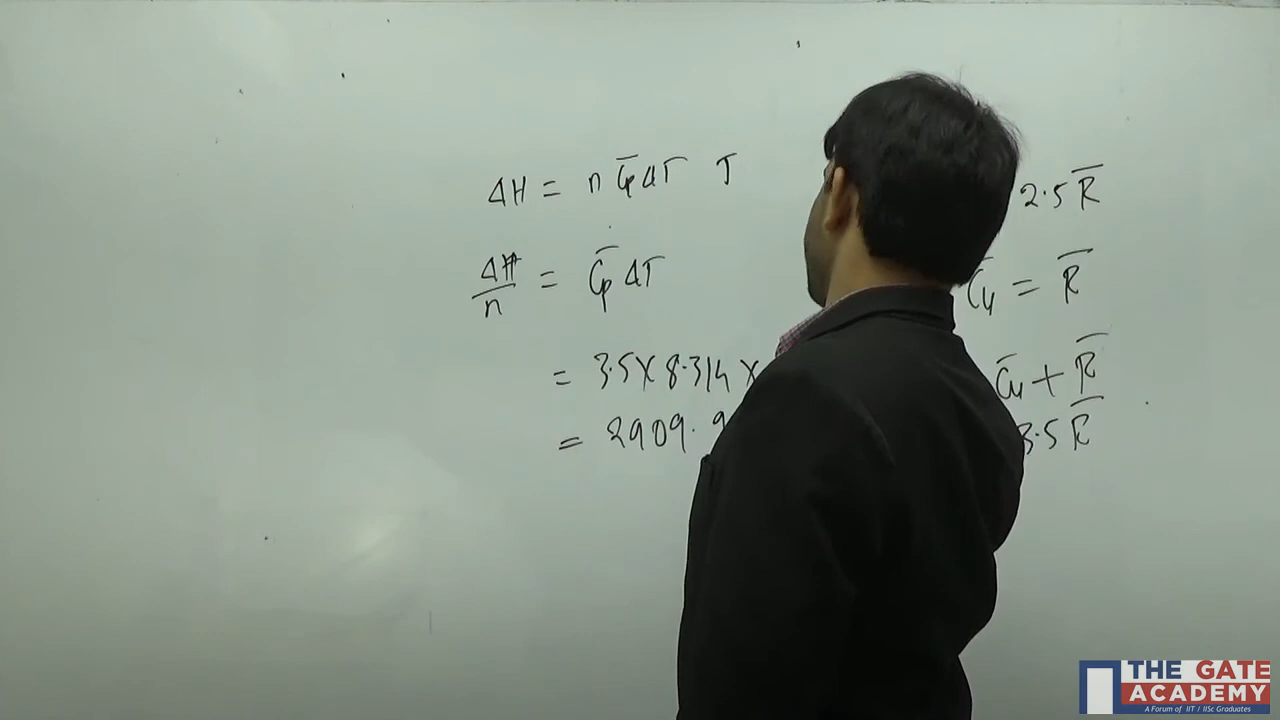 ΔH = n C̅p ΔT J
2.5 R̅
ΔH/n = C̅p ΔT
C̅v = R̅
= 3.5 × 8.314 ×
C̅v + R̅
= 2909.9
3.5 R̅
THE GATE
ACADEMY
A Forum of IIT / IISc Graduates